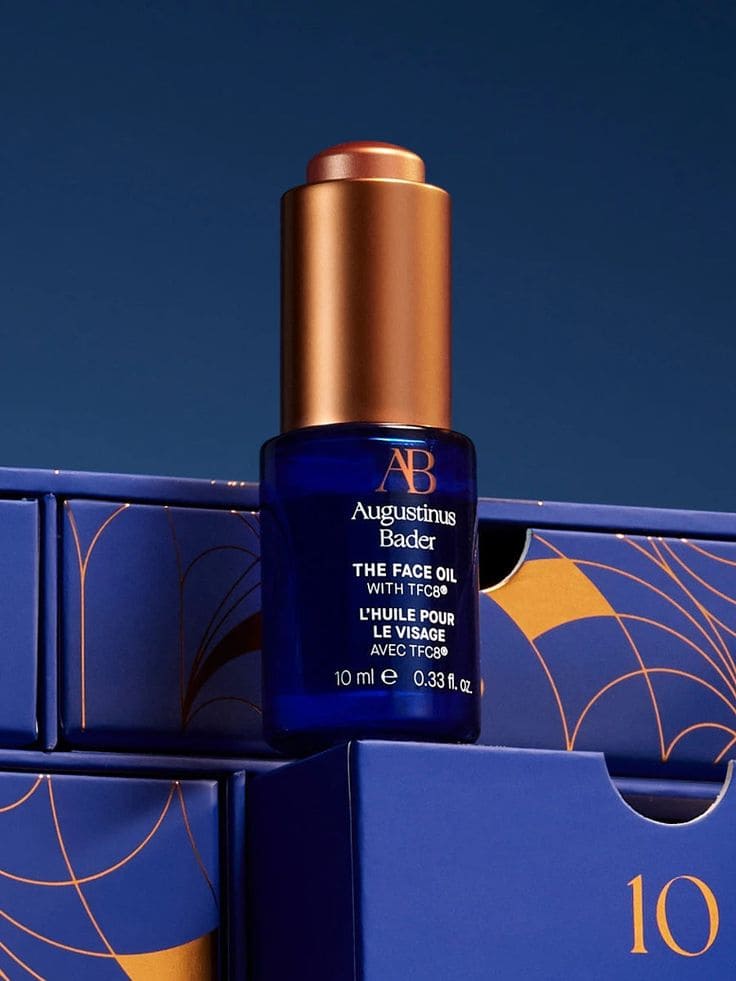 AB
Augustinus
Bader
THE FACE OIL
WITH TFC8®
L'HUILE POUR
LE VISAGE
AVEC TFC8®
10 ml ℮ 0.33 fl. oz.
10